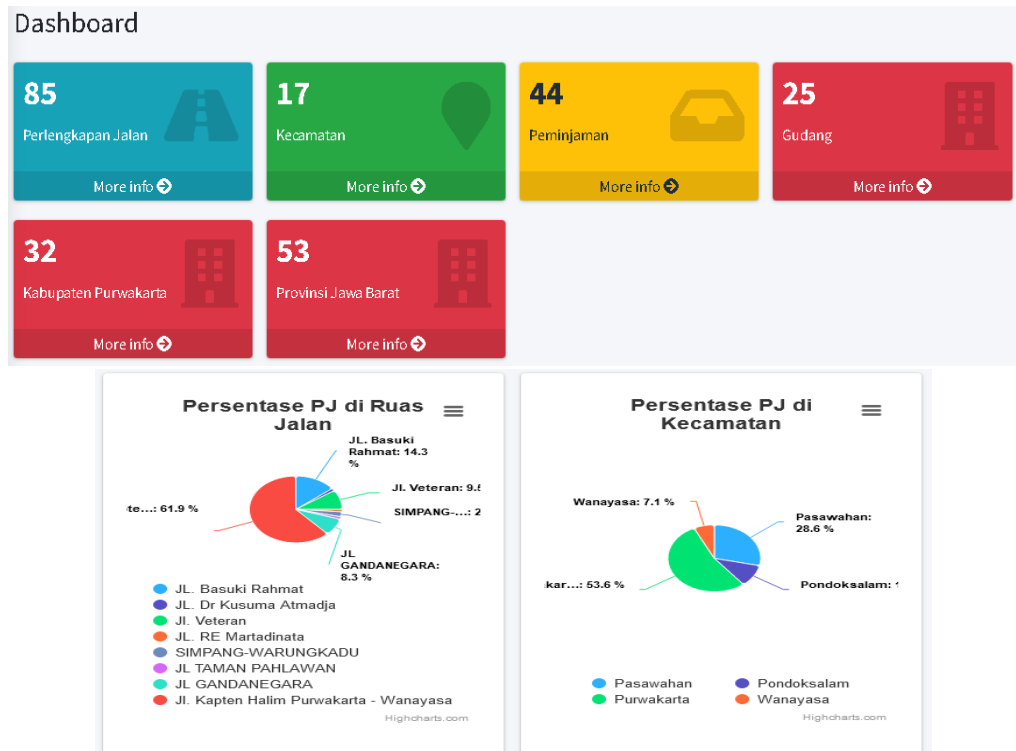 Dashboard
85
Perlengkapan Jalan
More info
17
Kecamatan
More info
44
Peminjaman
More info
25
Gudang
More info
32
Kabupaten Purwakarta
More info
53
Provinsi Jawa Barat
More info
Persentase PJ di Ruas
Jalan
JL. Basuki
Rahmat: 14.3
%
Jl. Veteran: 9.
SIMPANG-...: 2
te...: 61.9 %
JL
GANDANEGARA:
8.3 %
JL. Basuki Rahmat
JL. Dr Kusuma Atmadja
Jl. Veteran
JL. RE Martadinata
SIMPANG-WARUNGKADU
JL TAMAN PAHLAWAN
JL GANDANEGARA
Jl. Kapten Halim Purwakarta - Wanayasa
Highcharts.com
Persentase PJ di
Kecamatan
Wanayasa: 7.1 %
Pasawahan:
28.6 %
kar...: 53.6 %
Pondoksalam: 1
Pasawahan
Pondoksalam
Purwakarta
Wanayasa
Highcharts.com